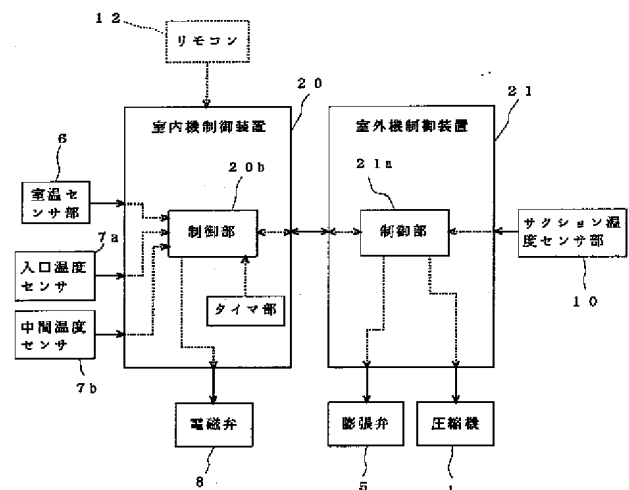 12
リモコン
20
21
室内機制御装置
室外機制御装置
6
20b
21a
室温セ
ンサ部
制御部
制御部
サクション温
度センサ部
7a
入口温度
センサ
タイマ部
10
中間温度
センサ
7b
電磁弁
膨張弁
圧縮機
8
5
1